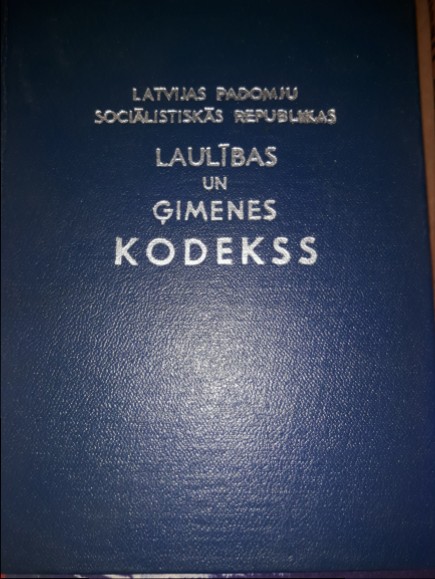 LATVIJAS PADOMJU
SOCIĀLISTISKĀS REPUBLIKAS
LAULĪBAS
UN
ĢIMENES
KODEKSS